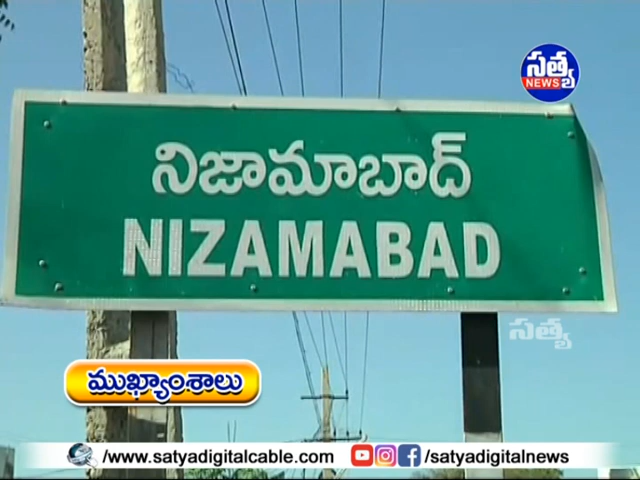 సత్య
NEWS
నిజామాబాద్
NIZAMABAD
సత్య
ముఖ్యాంశాలు
/www.satyadigitalcable.com
/satyadigitalnews